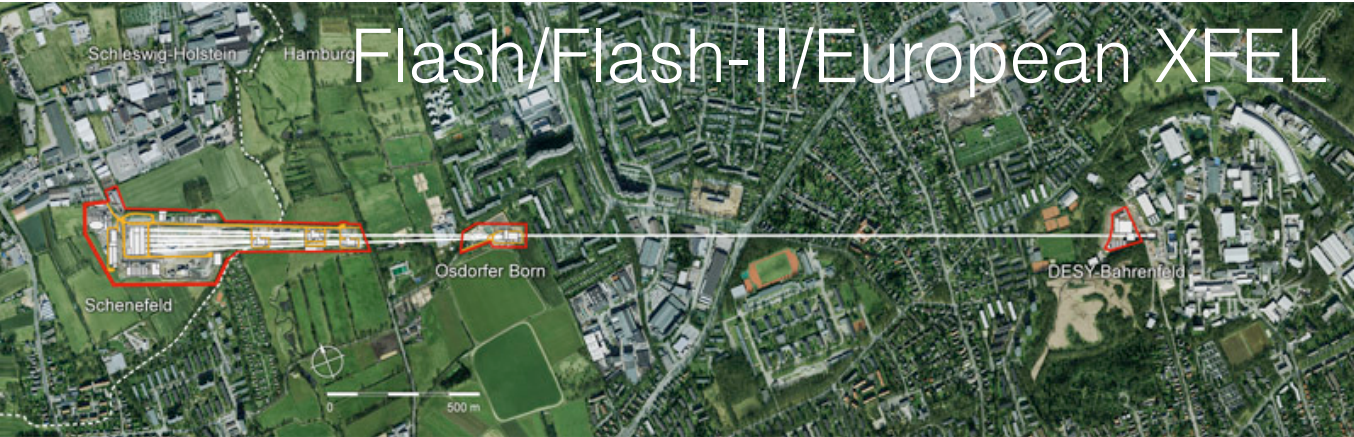 Flash/Flash-II/European XFEL
Schleswig-Holstein
Hamburg
Osdorfer Born
DESY-Bahrenfeld
Schenefeld
0
500 m